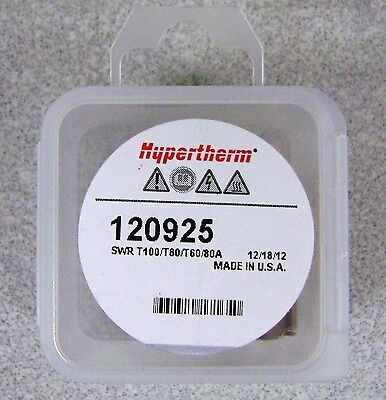 Hypertherm®
120925
SWR T100/T80/T60/80A 12/18/12
MADE IN U.S.A.